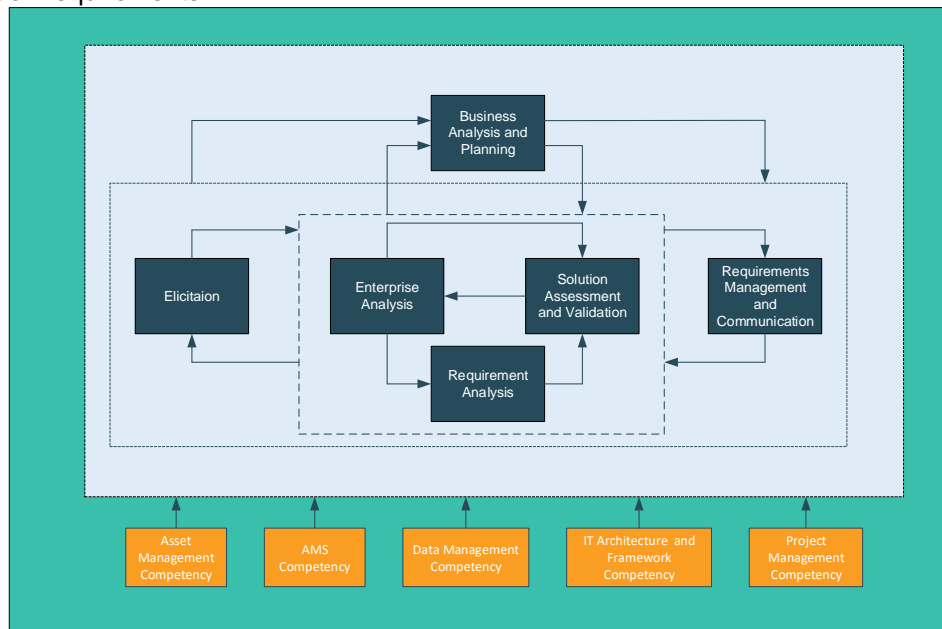 Business
Analysis and
Planning
Elicitaion
Enterprise
Analysis
Solution
Assessment
and Validation
Requirements
Management
and
Communication
Requirement
Analysis
Asset
Management
Competency
AMS
Competency
Data Management
Competency
IT Architecture and
Framework
Competency
Project
Management
Competency